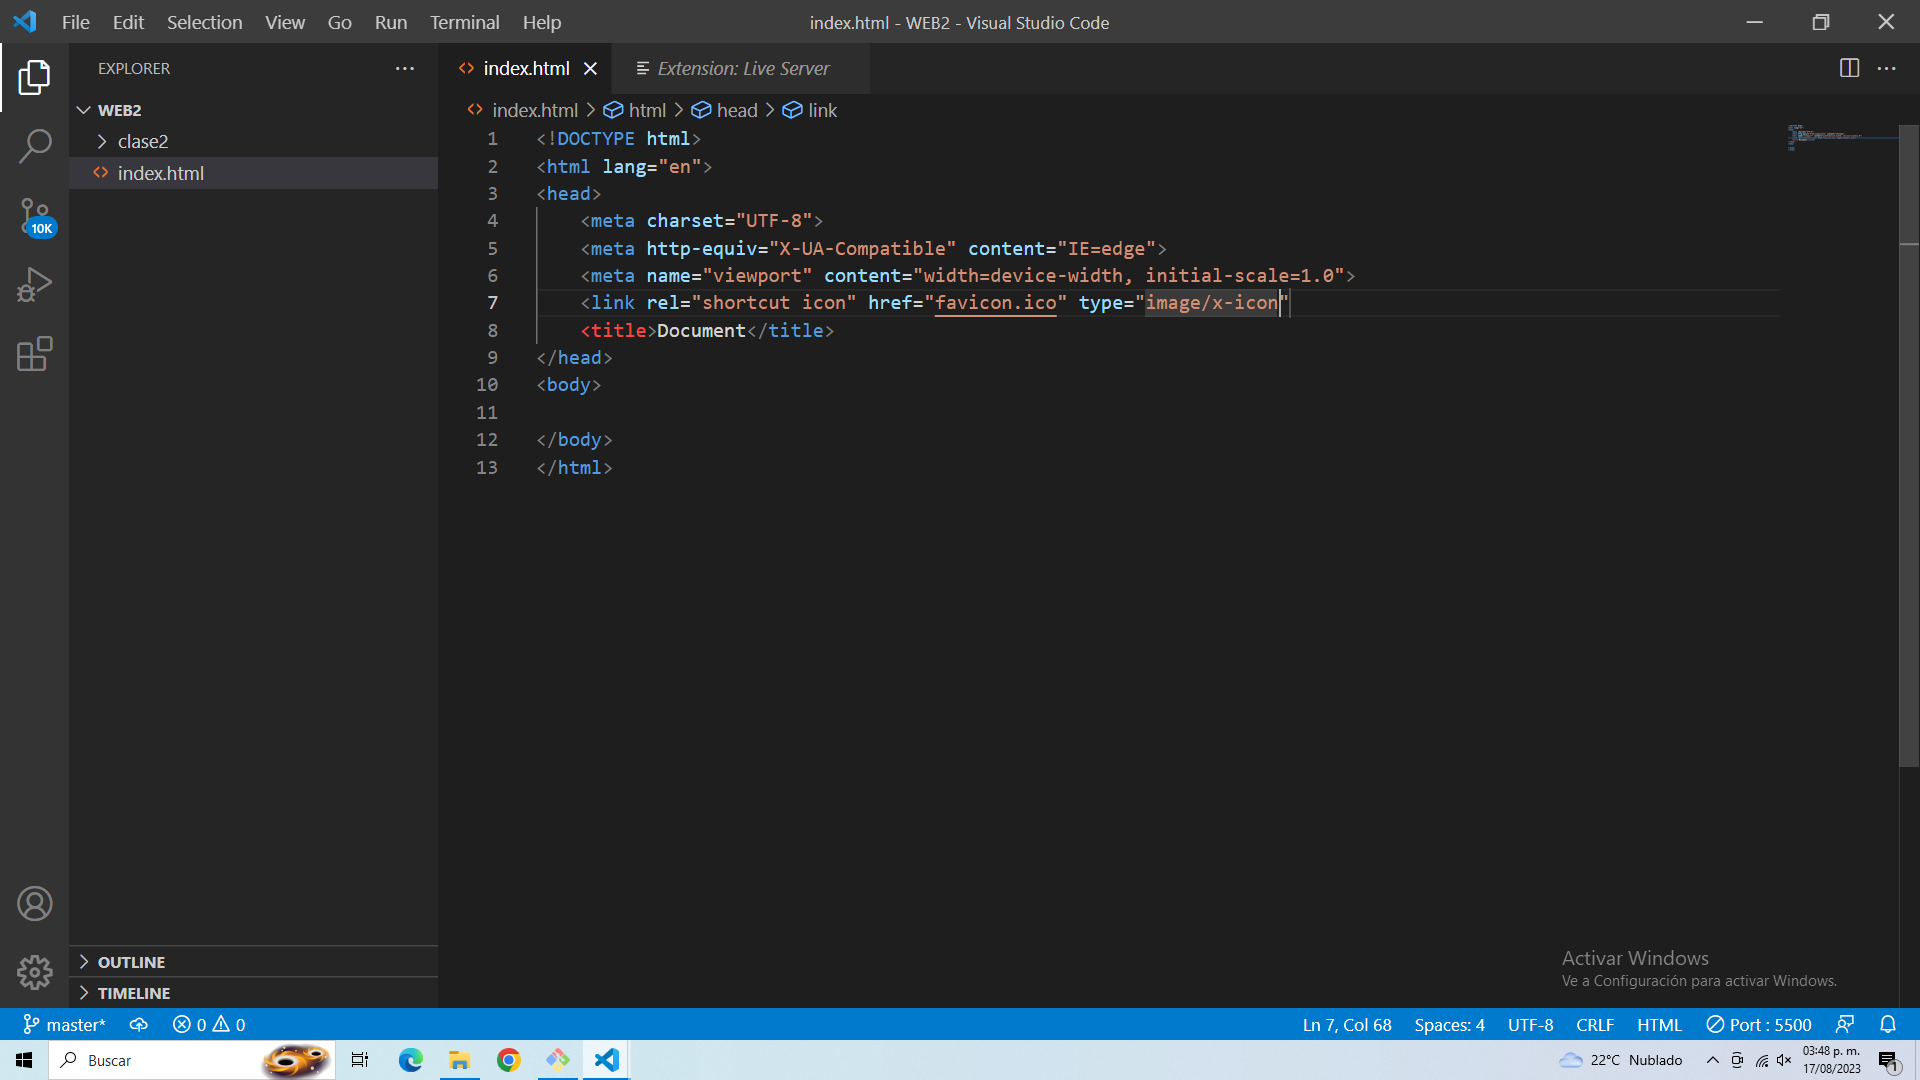 File Edit Selection View Go Run Terminal Help
index.html - WEB2 - Visual Studio Code
EXPLORER
WEB2
clase2
index.html
10K
OUTLINE
TIMELINE
index.html
Extension: Live Server
index.html > html > head > link
1 <!DOCTYPE html>
2 <html lang="en">
3 <head>
4 <meta charset="UTF-8">
5 <meta http-equiv="X-UA-Compatible" content="IE=edge">
6 <meta name="viewport" content="width=device-width, initial-scale=1.0">
7 <link rel="shortcut icon" href="favicon.ico" type="image/x-icon"
8 <title>Document</title>
9 </head>
10 <body>
11
12 </body>
13 </html>
Activar Windows
Ve a Configuración para activar Windows.
master* 0 0
Ln 7, Col 68 Spaces: 4 UTF-8 CRLF HTML Port : 5500
Buscar
22°C Nublado
03:48 p. m.
17/08/2023
1